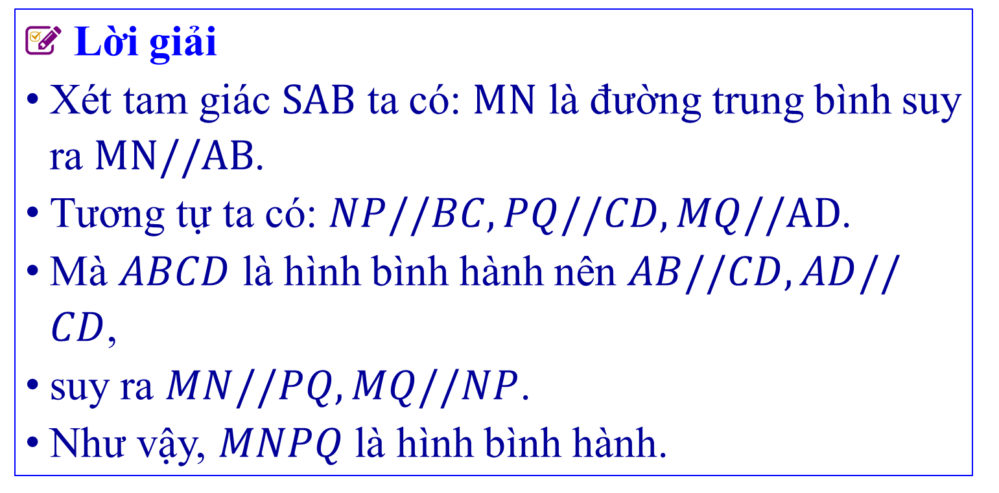 Lời giải
• Xét tam giác SAB ta có: MN là đường trung bình suy
ra MN//AB.
• Tương tự ta có: NP//BC, PQ//CD, MQ//AD.
• Mà ABCD là hình bình hành nên AB//CD, AD//
CD,
• suy ra MN//PQ, MQ//NP.
• Như vậy, MNPQ là hình bình hành.